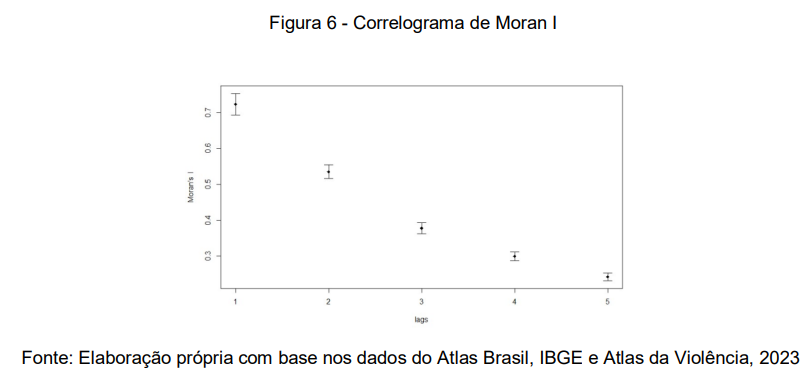 Figura 6 - Correlograma de Moran I
0.7
0.6
0.5
0.4
0.3
Moran's I
1 2 3 4 5
lags
Fonte: Elaboração própria com base nos dados do Atlas Brasil, IBGE e Atlas da Violência, 2023